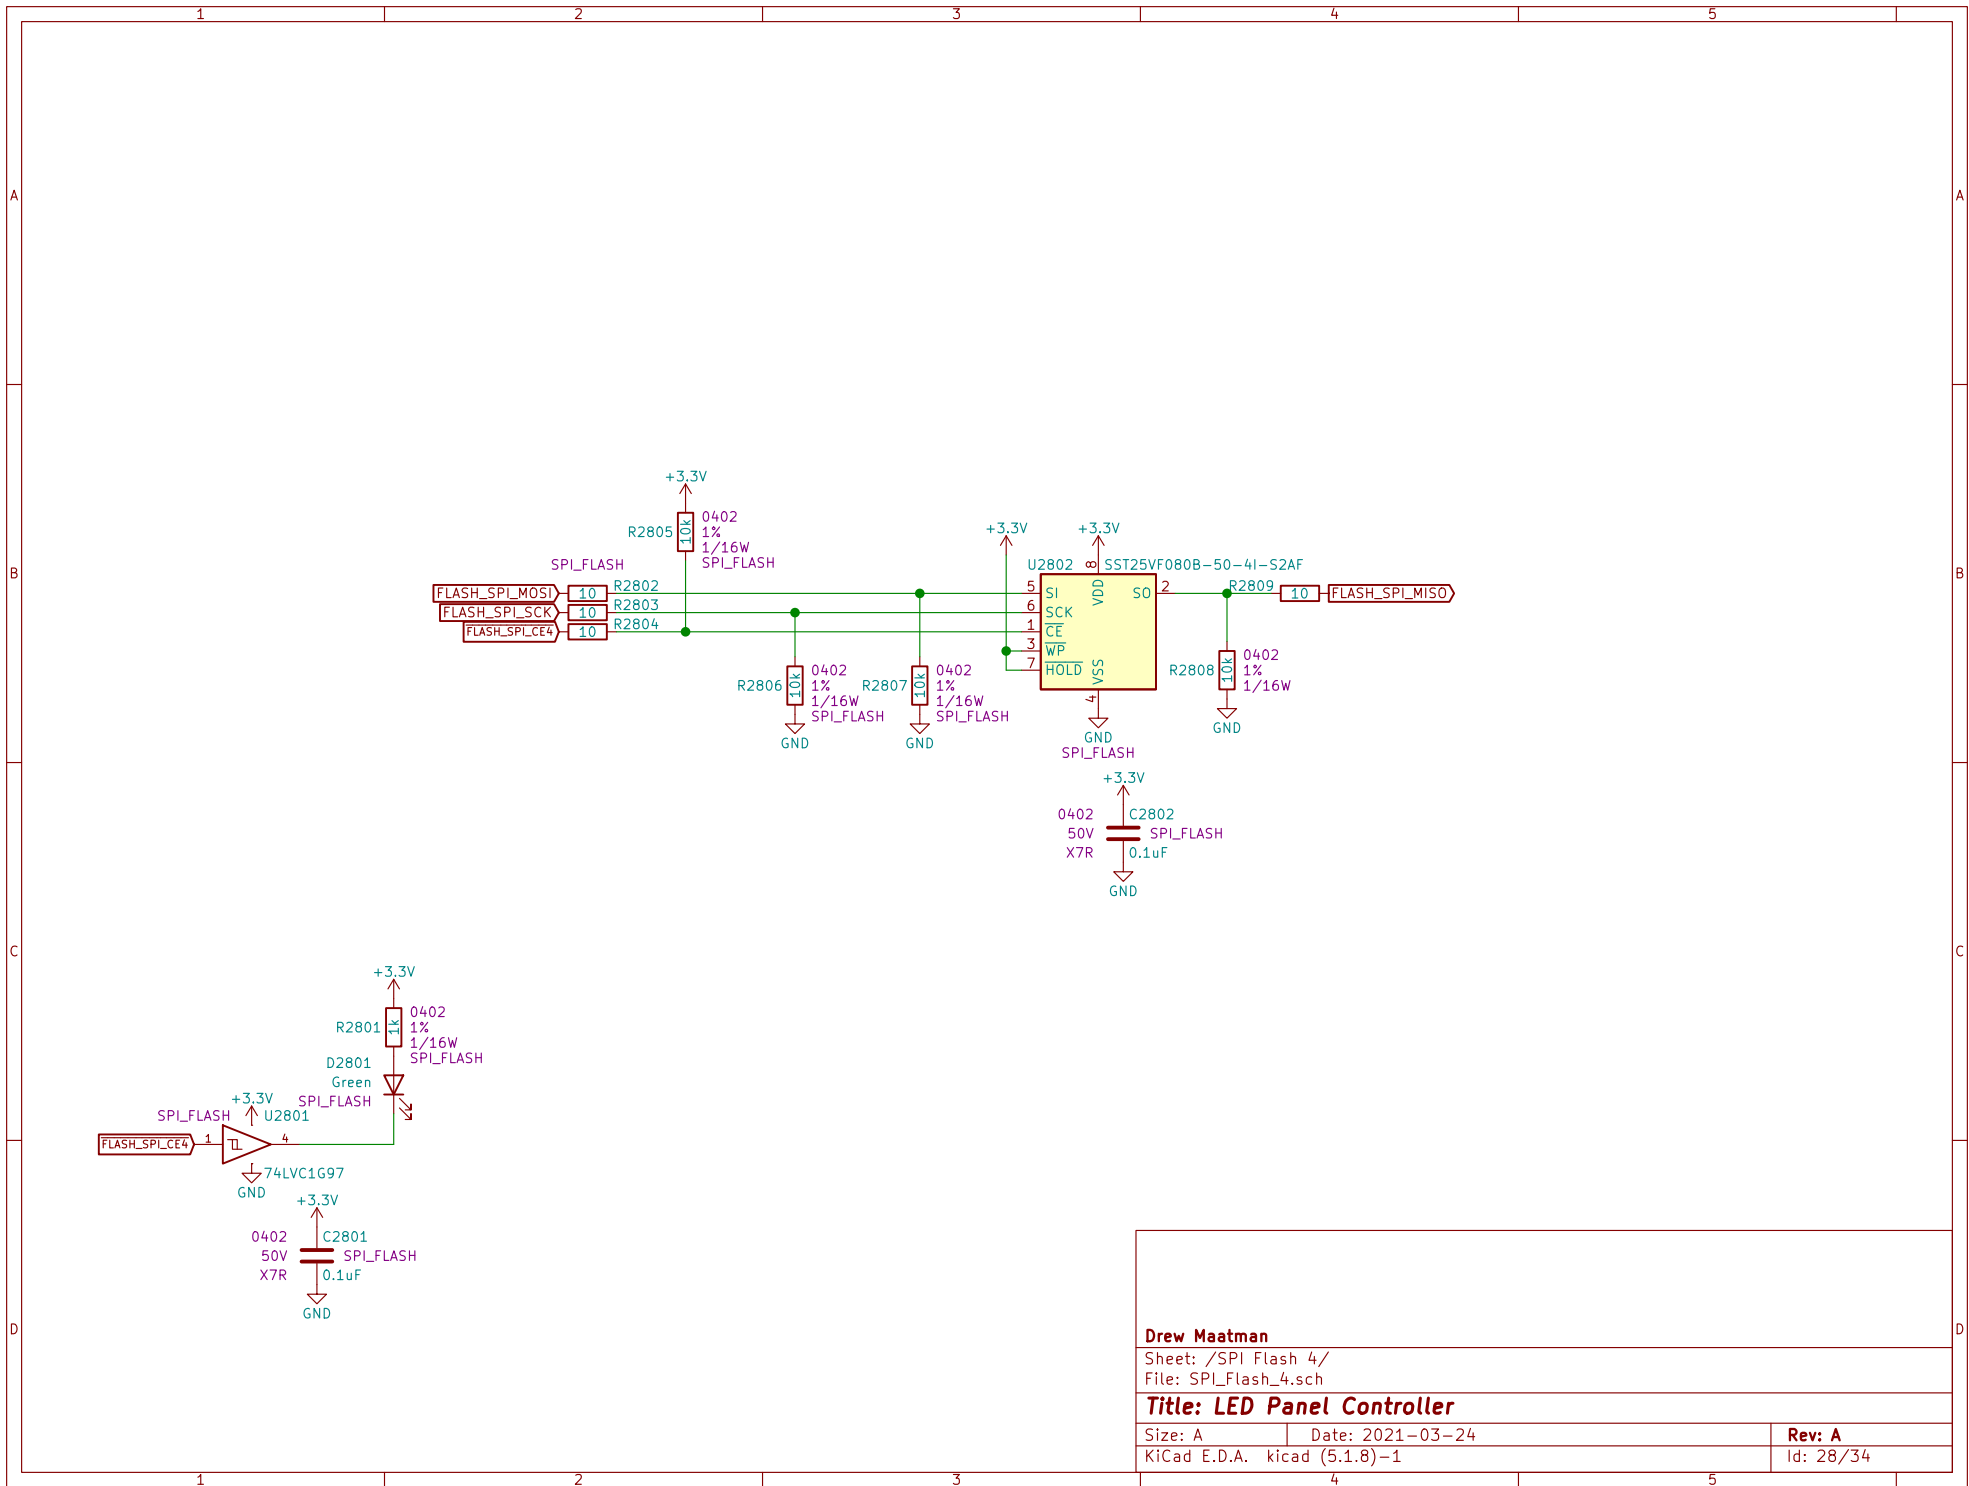 1 2 3 4 5
A A
B B
C C
D D
+3.3V
R2805 10k 0402
1%
1/16W
SPI_FLASH
SPI_FLASH
FLASH_SPI_MOSI 10 R2802
FLASH_SPI_SCK 10 R2803
FLASH_SPI_CE4 10 R2804
R2806 10k 0402
1%
1/16W
SPI_FLASH
GND
R2807 10k 0402
1%
1/16W
SPI_FLASH
GND
+3.3V +3.3V
U2802 8 SST25VF080B-50-4I-S2AF
5 SI VDD SO 2
6 SCK
1 CE
3 WP
7 HOLD VSS
4
GND
SPI_FLASH
R2809 10 FLASH_SPI_MISO
R2808 10k 0402
1%
1/16W
GND
+3.3V
0402 C2802
50V SPI_FLASH
X7R 0.1uF
GND
+3.3V
R2801 1k 0402
1%
1/16W
SPI_FLASH
D2801
Green
SPI_FLASH
+3.3V
SPI_FLASH U2801
FLASH_SPI_CE4 1 4
74LVC1G97
GND
+3.3V
0402 C2801
50V SPI_FLASH
X7R 0.1uF
GND
Drew Maatman
Sheet: /SPI Flash 4/
File: SPI_Flash_4.sch
Title: LED Panel Controller
Size: A Date: 2021-03-24 Rev: A
KiCad E.D.A. kicad (5.1.8)-1 Id: 28/34
1 2 3 4 5